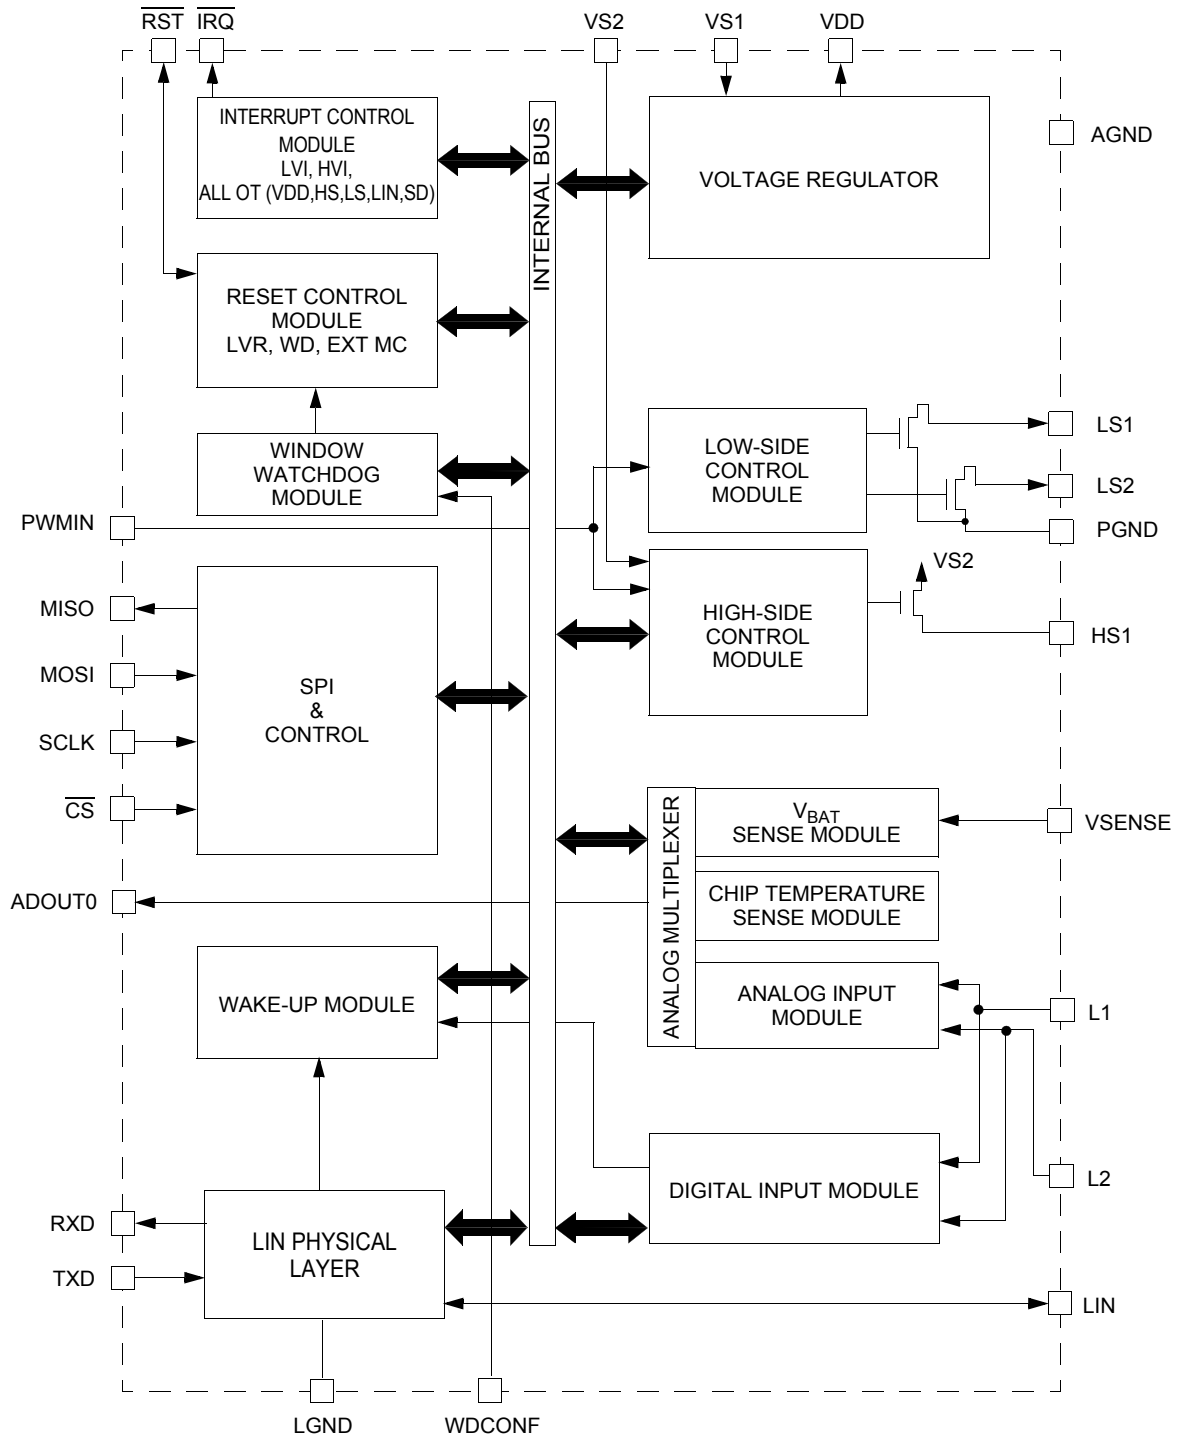 RST IRQ VS2 VS1 VDD
INTERRUPT CONTROL
MODULE
LVI, HVI,
ALL OT (VDD,HS,LS,LIN,SD)
INTERNAL BUS
VOLTAGE REGULATOR
AGND
RESET CONTROL
MODULE
LVR, WD, EXT MC
WINDOW
WATCHDOG
MODULE
LOW-SIDE
CONTROL
MODULE
LS1
LS2
PGND
PWMIN
VS2
HIGH-SIDE
CONTROL
MODULE
HS1
MISO
MOSI
SCLK
CS
SPI
&
CONTROL
ANALOG MULTIPLEXER
VBAT
SENSE MODULE
VSENSE
CHIP TEMPERATURE
SENSE MODULE
ADOUT0
ANALOG INPUT
MODULE
L1
WAKE-UP MODULE
DIGITAL INPUT MODULE
L2
RXD
TXD
LIN PHYSICAL
LAYER
LIN
LGND WDCONF